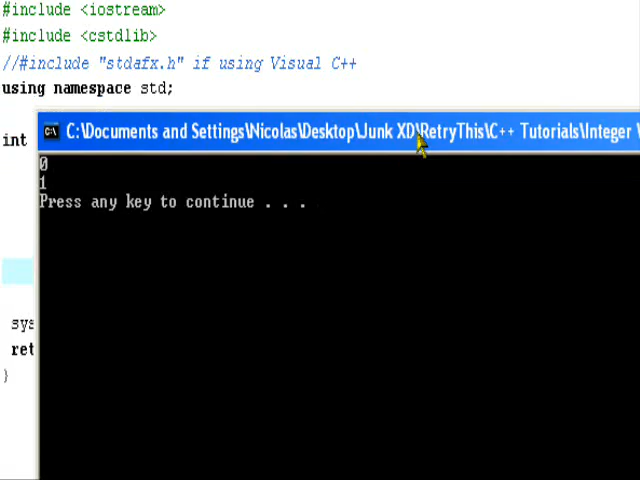 #include <iostream>
#include <cstdlib>
//#include "stdafx.h" if using Visual C++
using namespace std;
int
C:\Documents and Settings\Nicolas\Desktop\Junk XD\RetryThis\C++ Tutorials\Integer \
0
1
Press any key to continue . . .
sys
ret
}